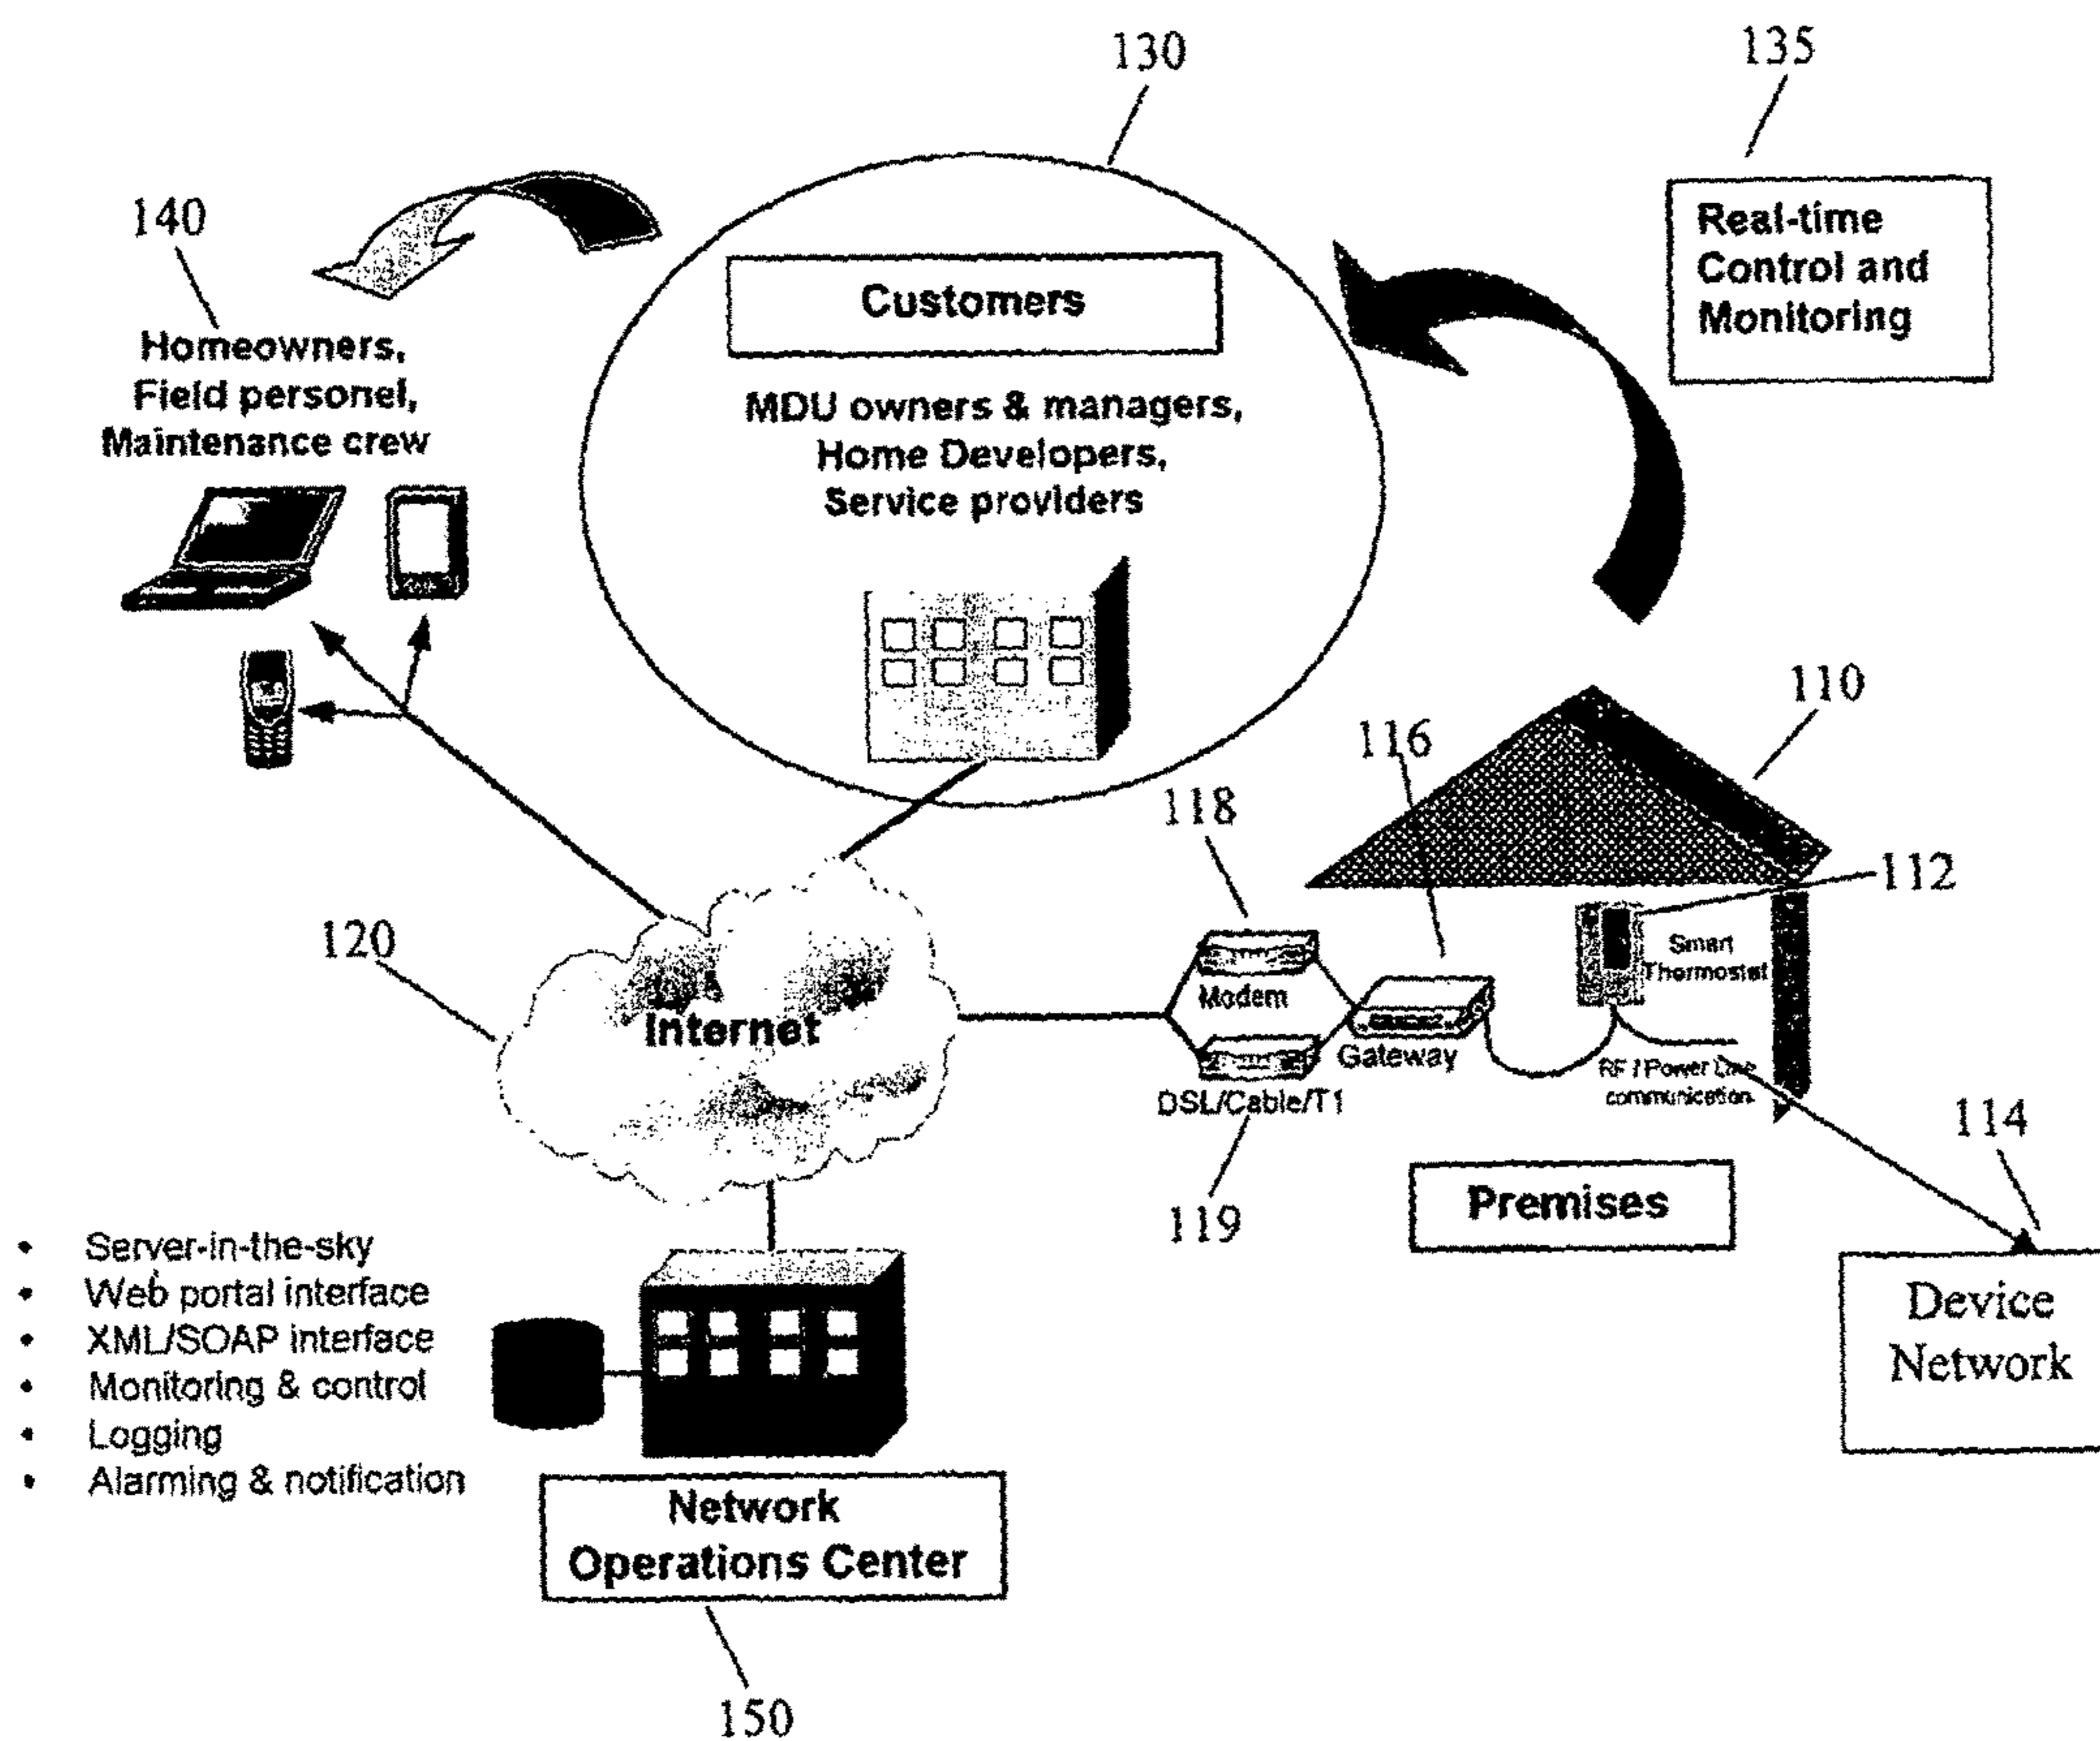 130
135
140
Real-time
Control and
Monitoring
Customers
Homeowners,
Field personel,
Maintenance crew
MDU owners & managers,
Home Developers,
Service providers
110
116
118
112
120
Smart
Thermostat
Modem
Internet
Gateway
RF / Power Line
communication
DSL/Cable/T1
114
119
Premises
• Server-in-the-sky
• Web portal interface
• XML/SOAP interface
• Monitoring & control
• Logging
• Alarming & notification
Device
Network
Network
Operations Center
150